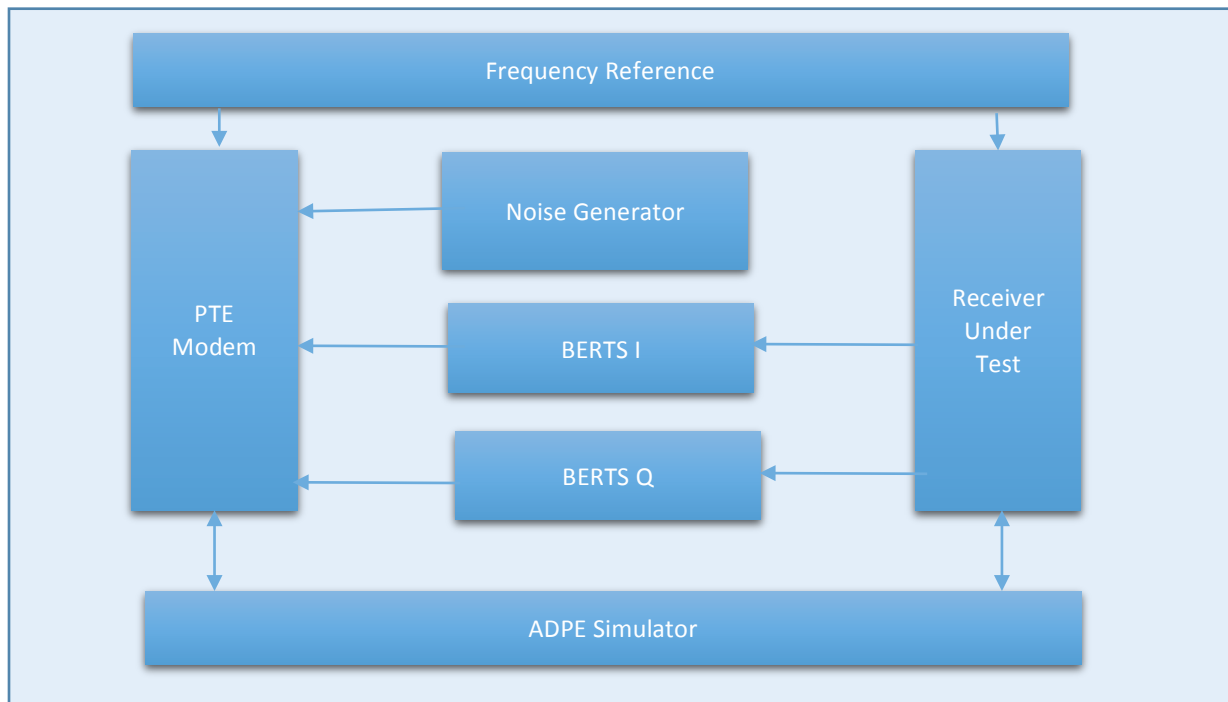 Frequency Reference
Noise Generator
PTE
Modem
Receiver
Under
Test
BERTS I
BERTS Q
ADPE Simulator